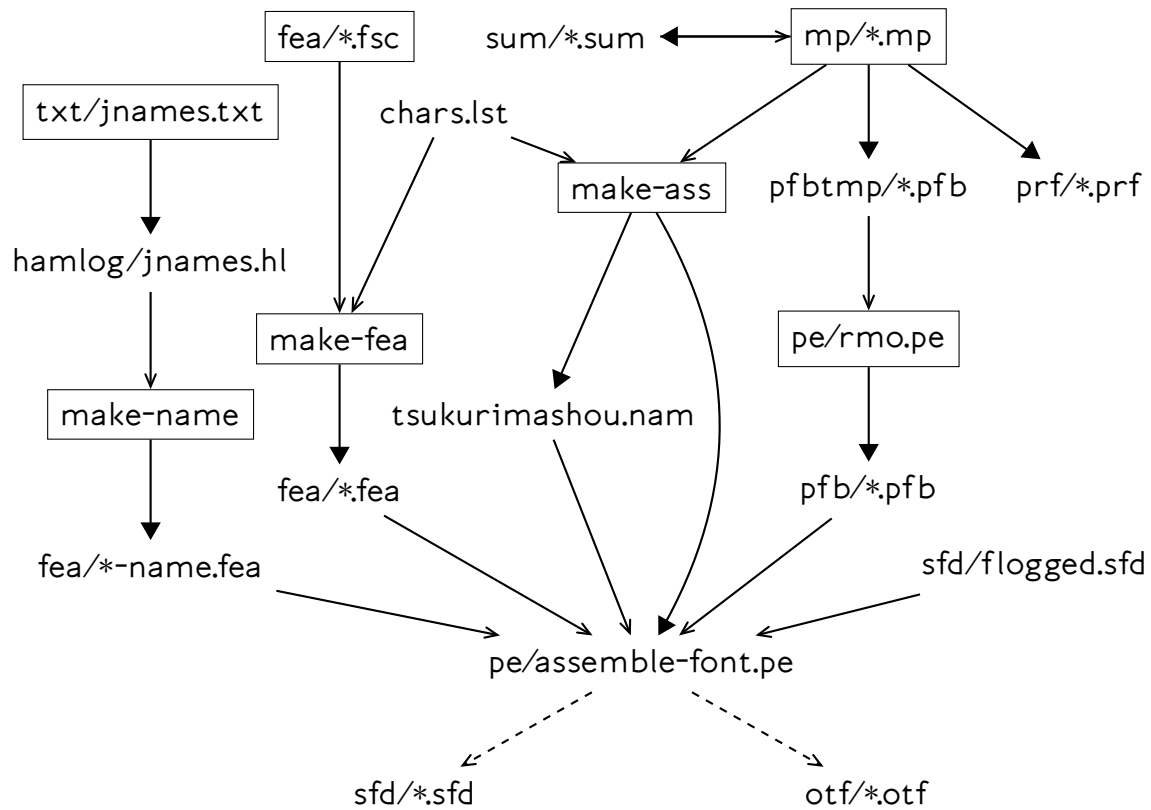 fea/*.fsc
sum/*.sum
mp/*.mp
txt/jnames.txt
chars.lst
make-ass
pfbtmp/*.pfb
prf/*.prf
hamlog/jnames.hl
make-fea
pe/rmo.pe
make-name
tsukurimashou.nam
fea/*.fea
pfb/*.pfb
fea/*-name.fea
sfd/flogged.sfd
pe/assemble-font.pe
sfd/*.sfd
otf/*.otf